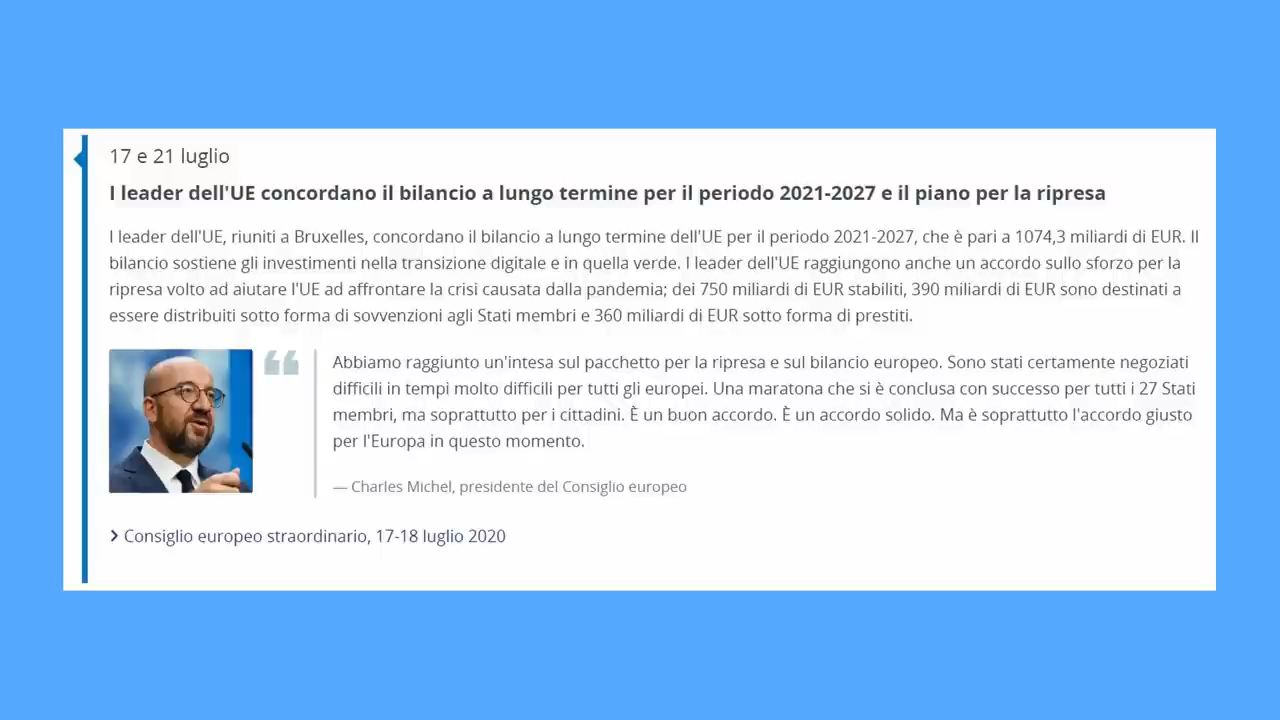 17 e 21 luglio
I leader dell'UE concordano il bilancio a lungo termine per il periodo 2021-2027 e il piano per la ripresa
I leader dell'UE, riuniti a Bruxelles, concordano il bilancio a lungo termine dell'UE per il periodo 2021-2027, che è pari a 1074,3 miliardi di EUR. Il
bilancio sostiene gli investimenti nella transizione digitale e in quella verde. I leader dell'UE raggiungono anche un accordo sullo sforzo per la
ripresa volto ad aiutare l'UE ad affrontare la crisi causata dalla pandemia; dei 750 miliardi di EUR stabiliti, 390 miliardi di EUR sono destinati a
essere distribuiti sotto forma di sovvenzioni agli Stati membri e 360 miliardi di EUR sotto forma di prestiti.
Abbiamo raggiunto un'intesa sul pacchetto per la ripresa e sul bilancio europeo. Sono stati certamente negoziati
difficili in tempi molto difficili per tutti gli europei. Una maratona che si è conclusa con successo per tutti i 27 Stati
membri, ma soprattutto per i cittadini. È un buon accordo. È un accordo solido. Ma è soprattutto l'accordo giusto
per l'Europa in questo momento.
— Charles Michel, presidente del Consiglio europeo
Consiglio europeo straordinario, 17-18 luglio 2020